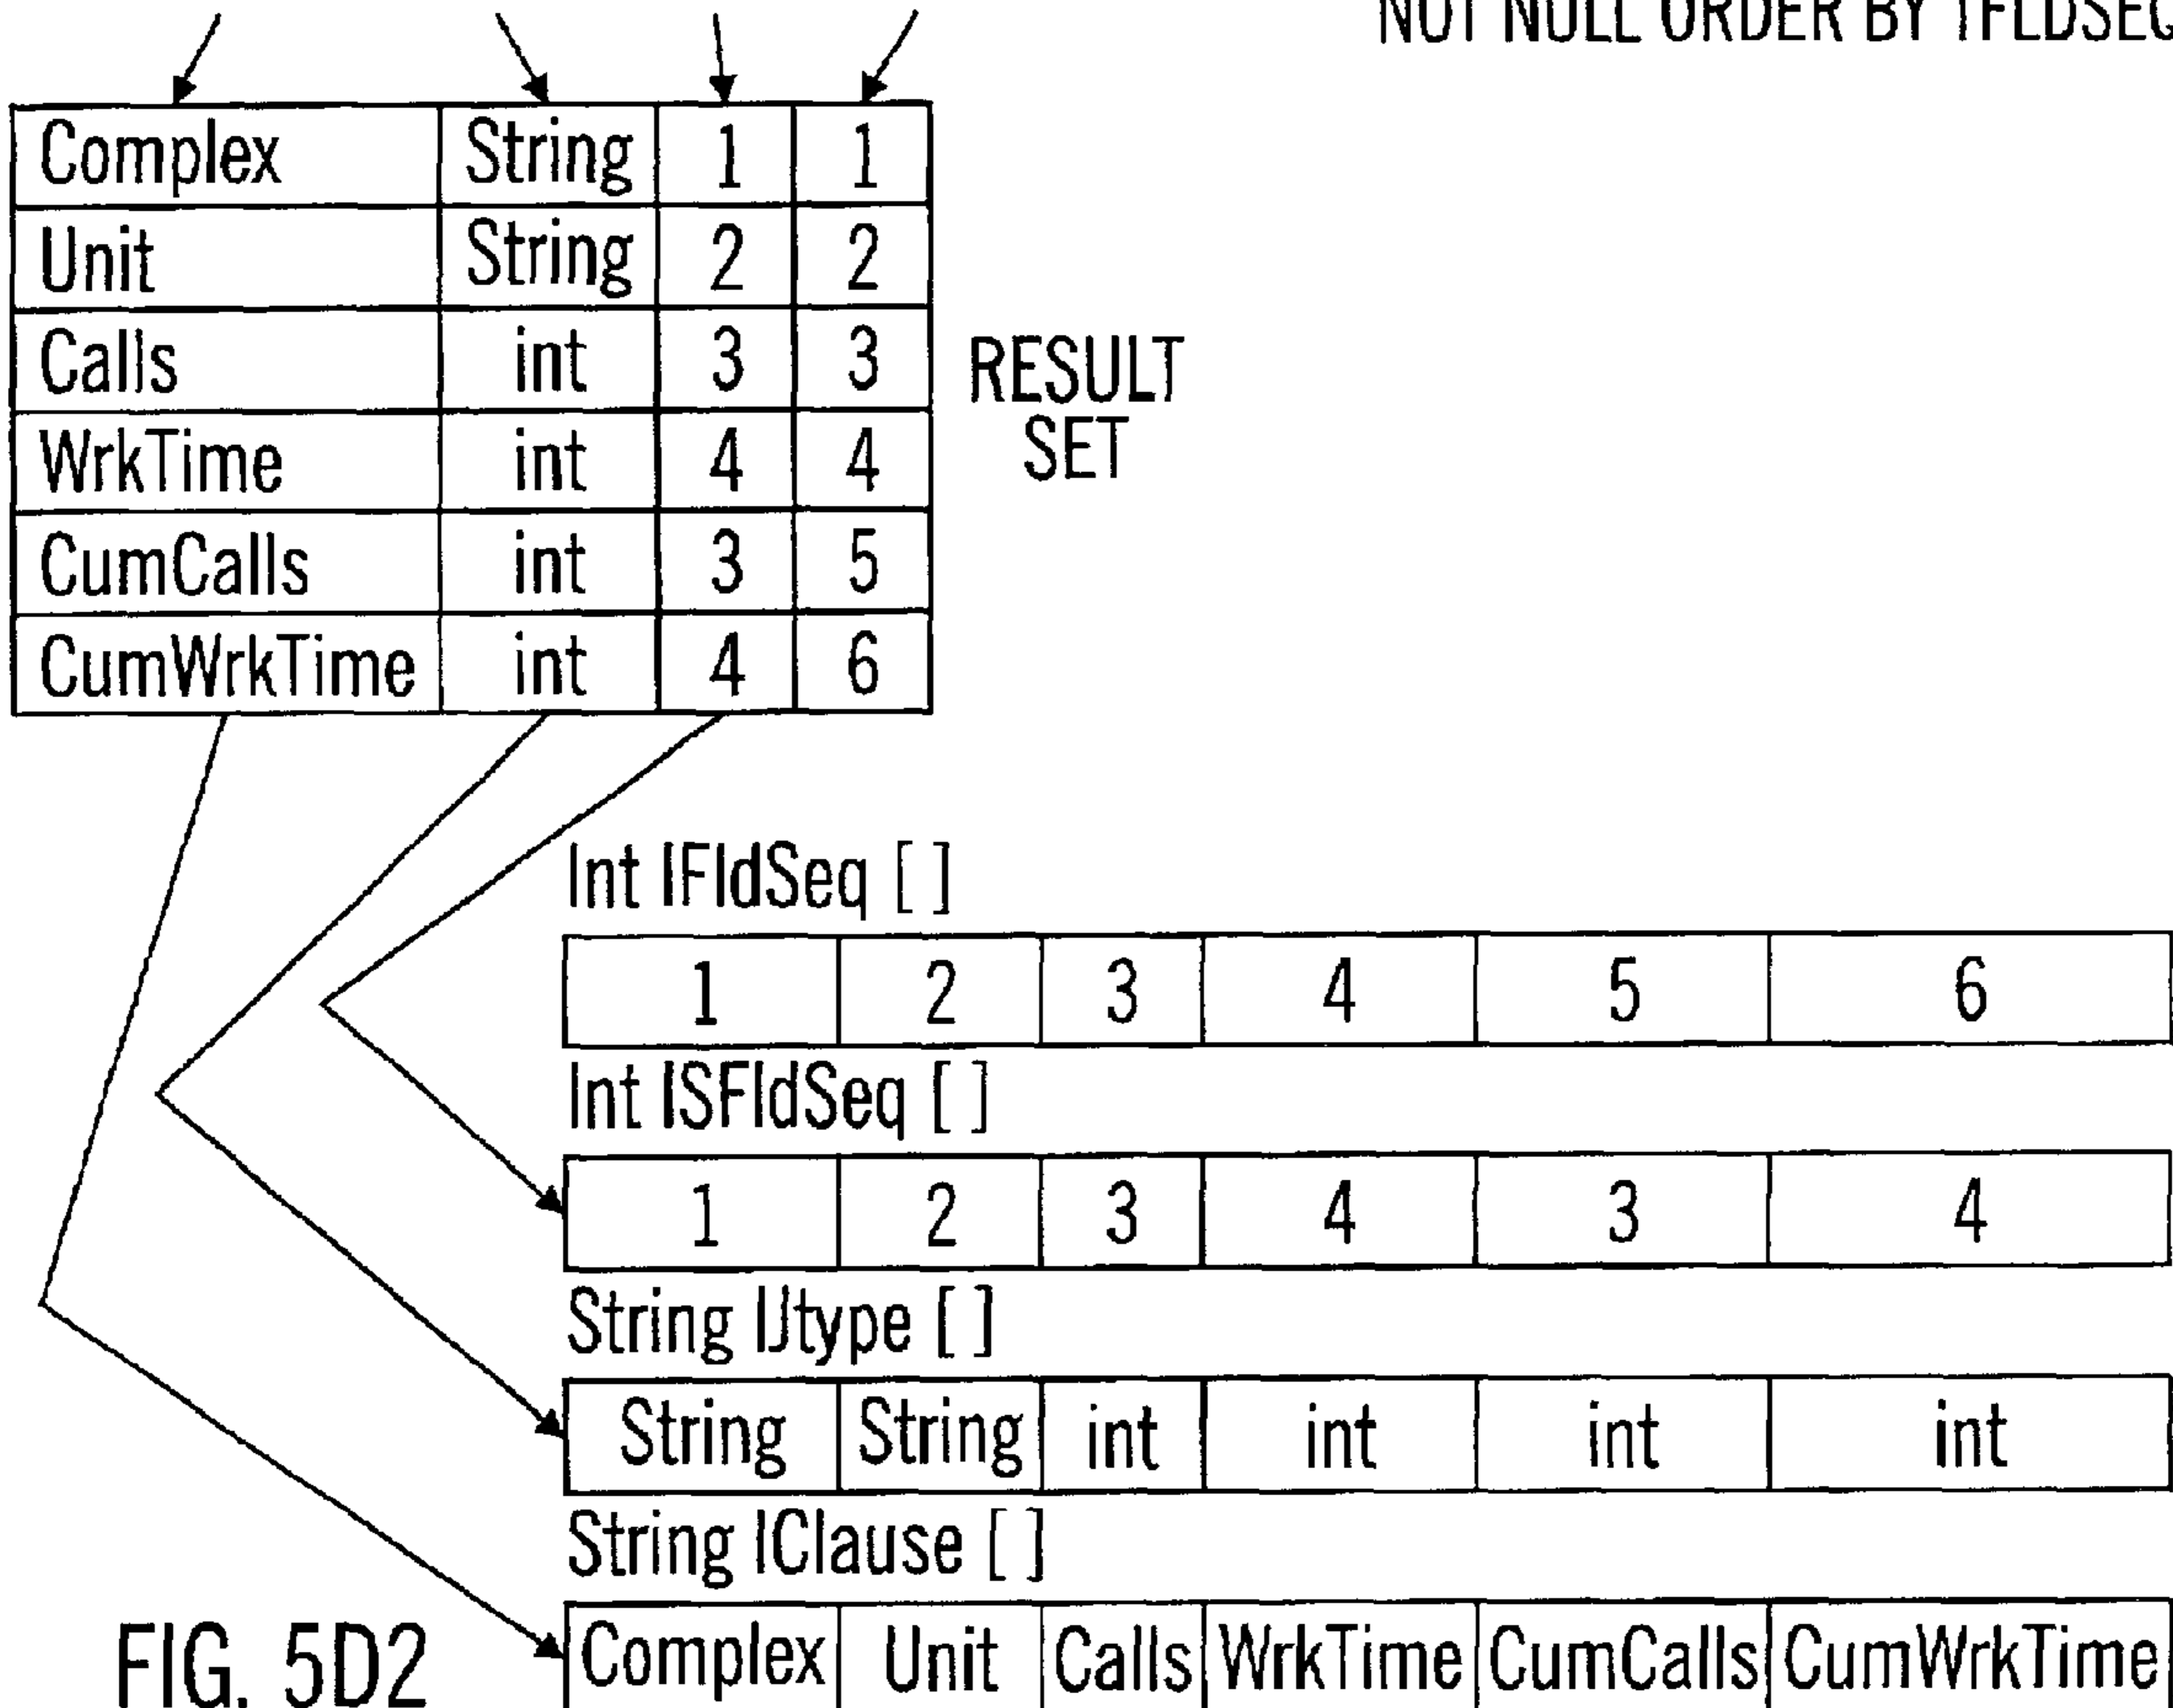 NOT NULL ORDER BY IFLDSEQ
Complex String 1 1
Unit String 2 2
Calls int 3 3
WrkTime int 4 4
CumCalls int 3 5
CumWrkTime int 4 6
RESULT
SET
Int IFldSeq [ ]
1 2 3 4 5 6
Int ISFldSeq [ ]
1 2 3 4 3 4
String IJtype [ ]
String String int int int int
String IClause [ ]
Complex Unit Calls WrkTime CumCalls CumWrkTime
FIG. 5D2